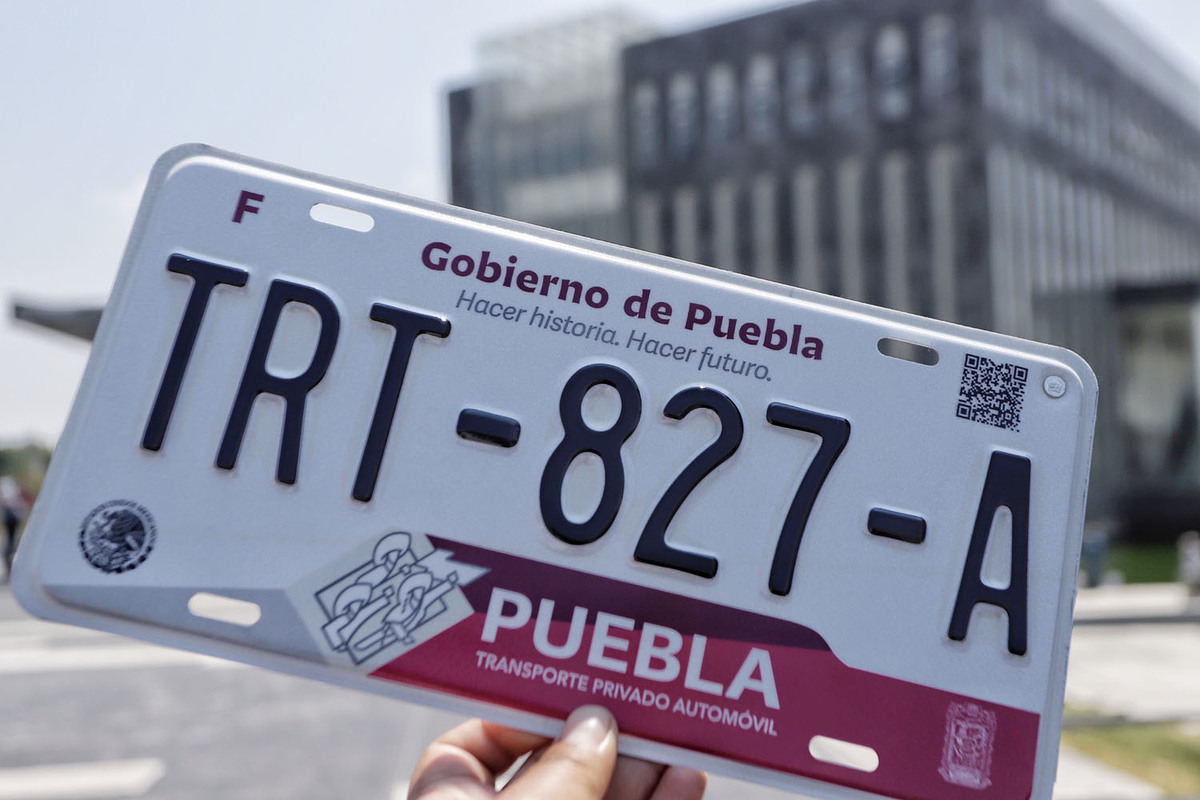 F
Gobierno de Puebla
Hacer historia. Hacer futuro.
TRT-827-A
PUEBLA
TRANSPORTE PRIVADO AUTOMÓVIL